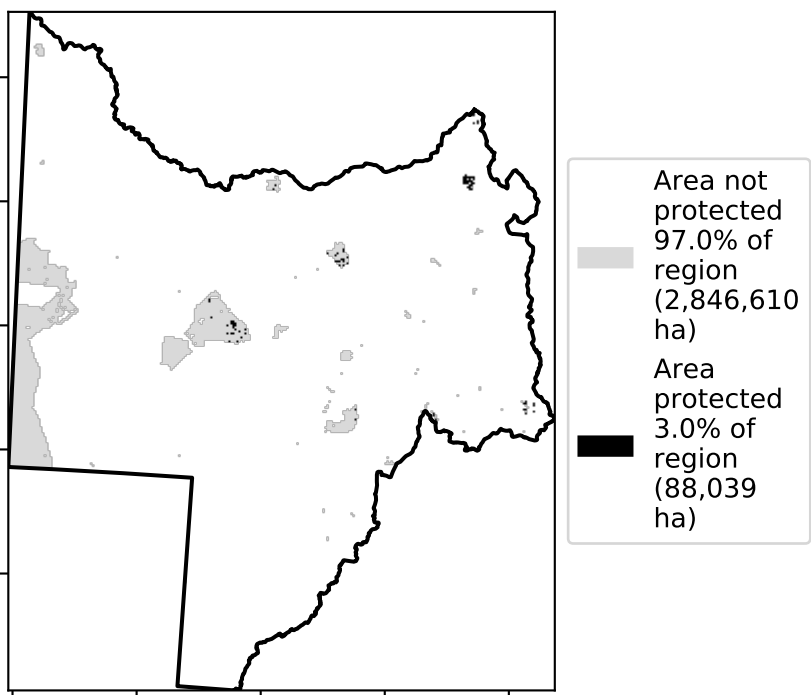 Area not
protected
97.0% of
region
(2,846,610
ha)
Area
protected
3.0% of
region
(88,039
ha)